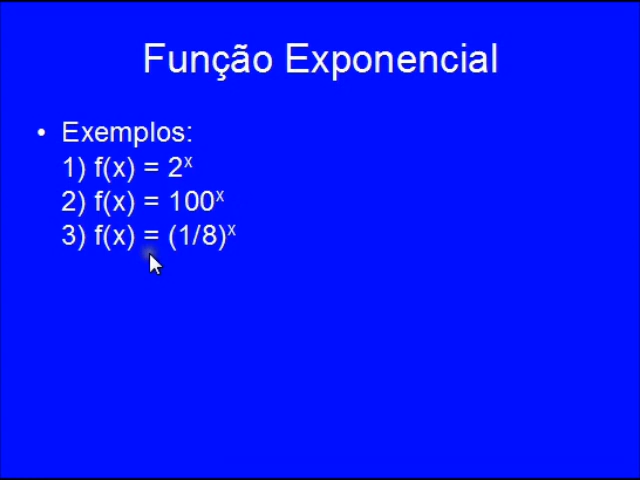 Função Exponencial
• Exemplos:
1) f(x) = 2ˣ
2) f(x) = 100ˣ
3) f(x) = (1/8)ˣ